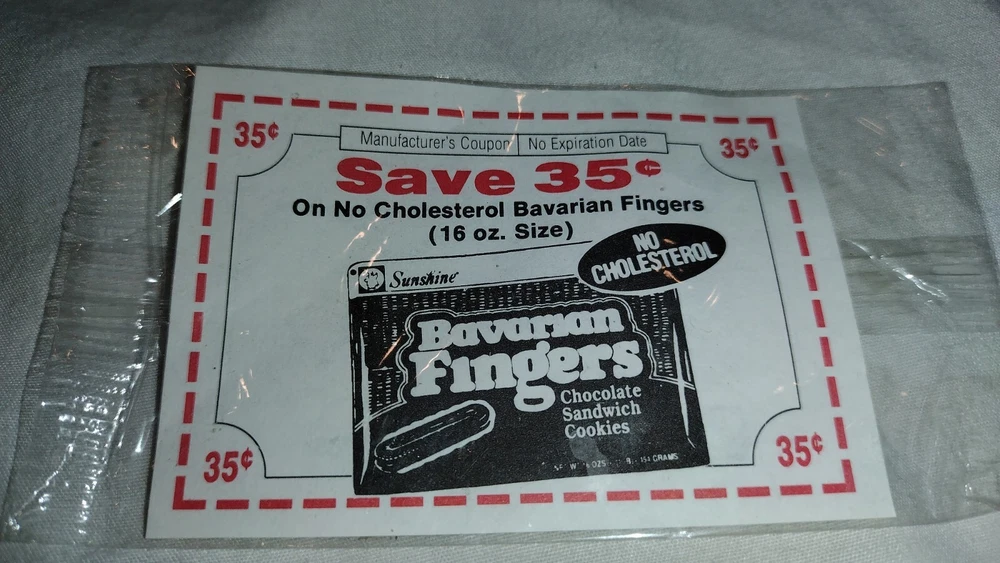 35¢
Manufacturer's Coupon No Expiration Date
35¢
Save 35¢
On No Cholesterol Bavarian Fingers
(16 oz. Size)
NO
CHOLESTEROL
Sunshine
Bavarian
Fingers
Chocolate
Sandwich
Cookies
GRAMS
35¢
35¢